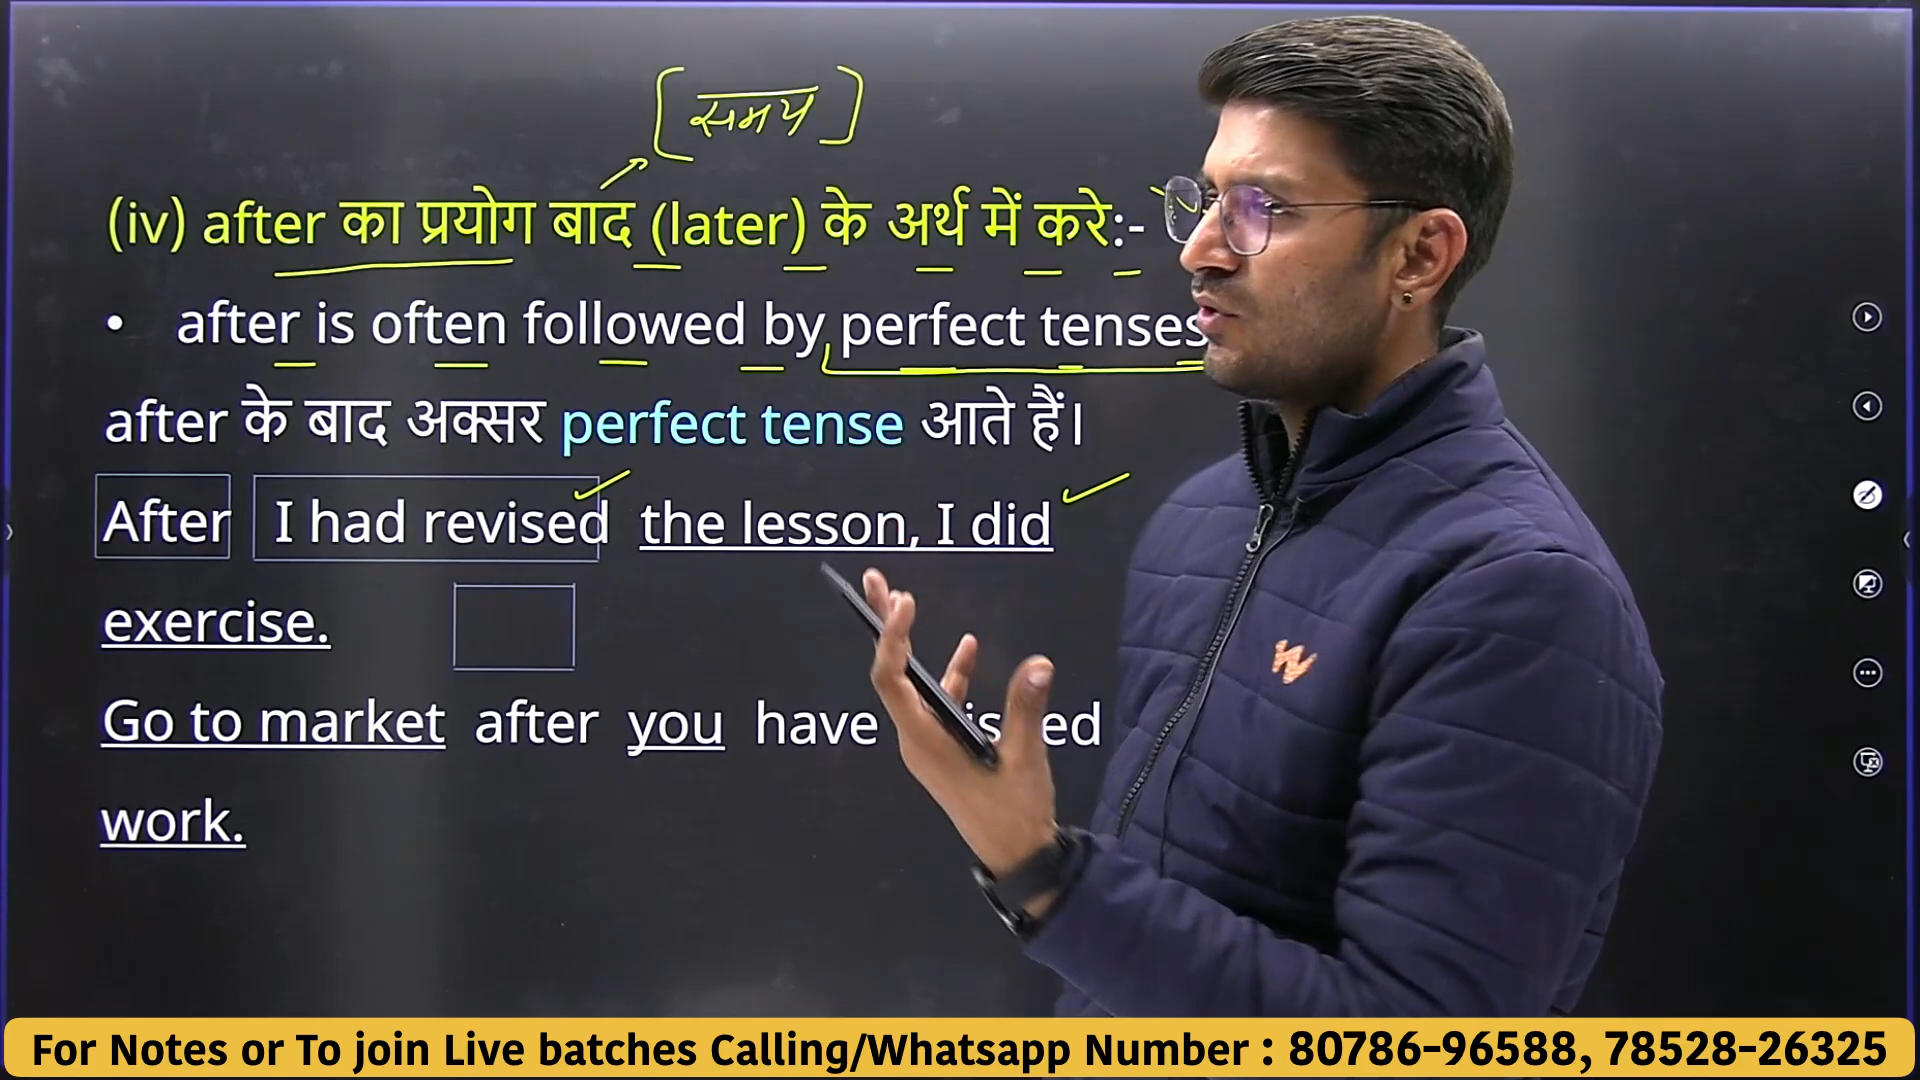 [समय]
(iv) after का प्रयोग बाद (later) के अर्थ में करे:-
• after is often followed by perfect tenses
after के बाद अक्सर perfect tense आते हैं।
After I had revised the lesson, I did
exercise.
Go to market after you have
work.
For Notes or To join Live batches Calling/Whatsapp Number : 80786-96588, 78528-26325